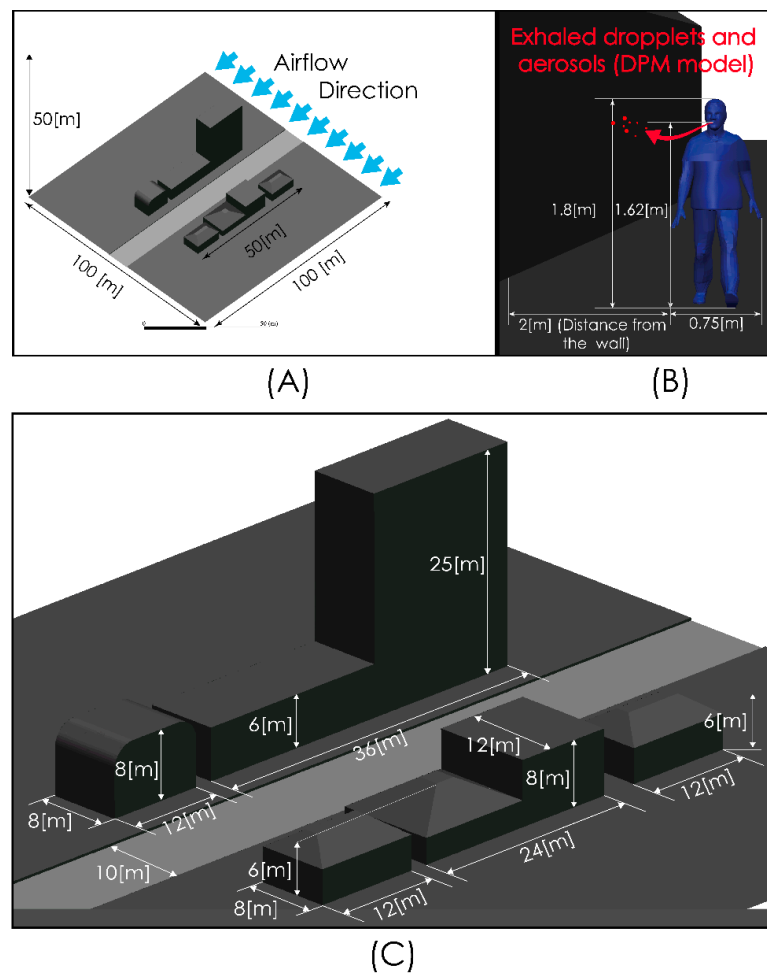 Airflow
Direction
50[m]
50[m]
100 [m]
100 [m]
0
50 (m)
(A)
Exhaled dropplets and
aerosols (DPM model)
1.8[m]
1.62[m]
2[m] (Distance from
the wall)
0.75[m]
(B)
25[m]
6[m]
36[m]
8[m]
8[m]
12[m]
10[m]
12[m]
8[m]
6[m]
12[m]
24[m]
6[m]
8[m]
12[m]
(C)